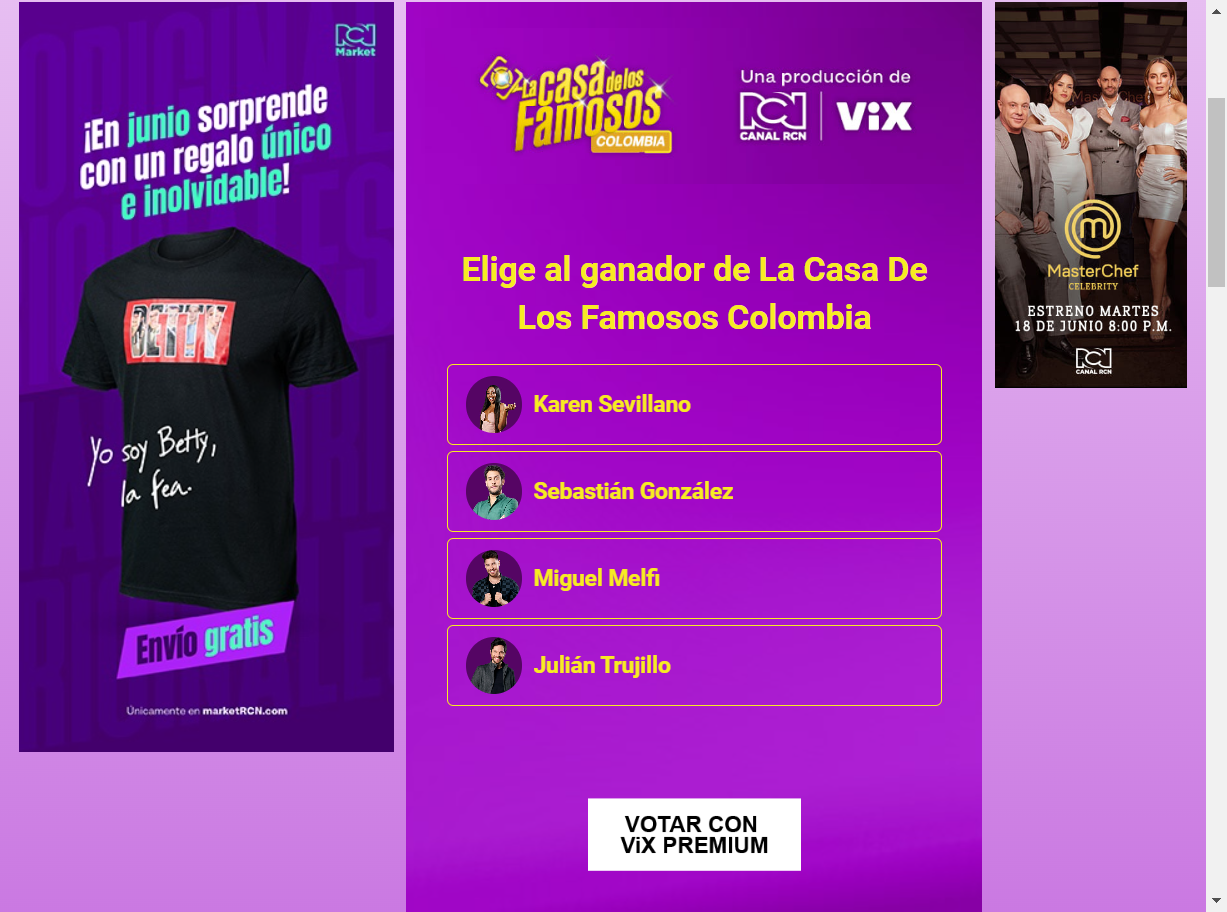 RCN
Market
¡En junio sorprende
con un regalo único
e inolvidable!
BETTY
Yo soy Betty,
la fea.
Envío gratis
Únicamente en marketRCN.com
La casa de los
Famosos
COLOMBIA
Una producción de
RCN
CANAL RCN
ViX
Elige al ganador de La Casa De
Los Famosos Colombia
Karen Sevillano
Sebastián González
Miguel Melfi
Julián Trujillo
VOTAR CON
ViX PREMIUM
MasterChef
CELEBRITY
ESTRENO MARTES
18 DE JUNIO 8:00 P.M.
RCN
CANAL RCN